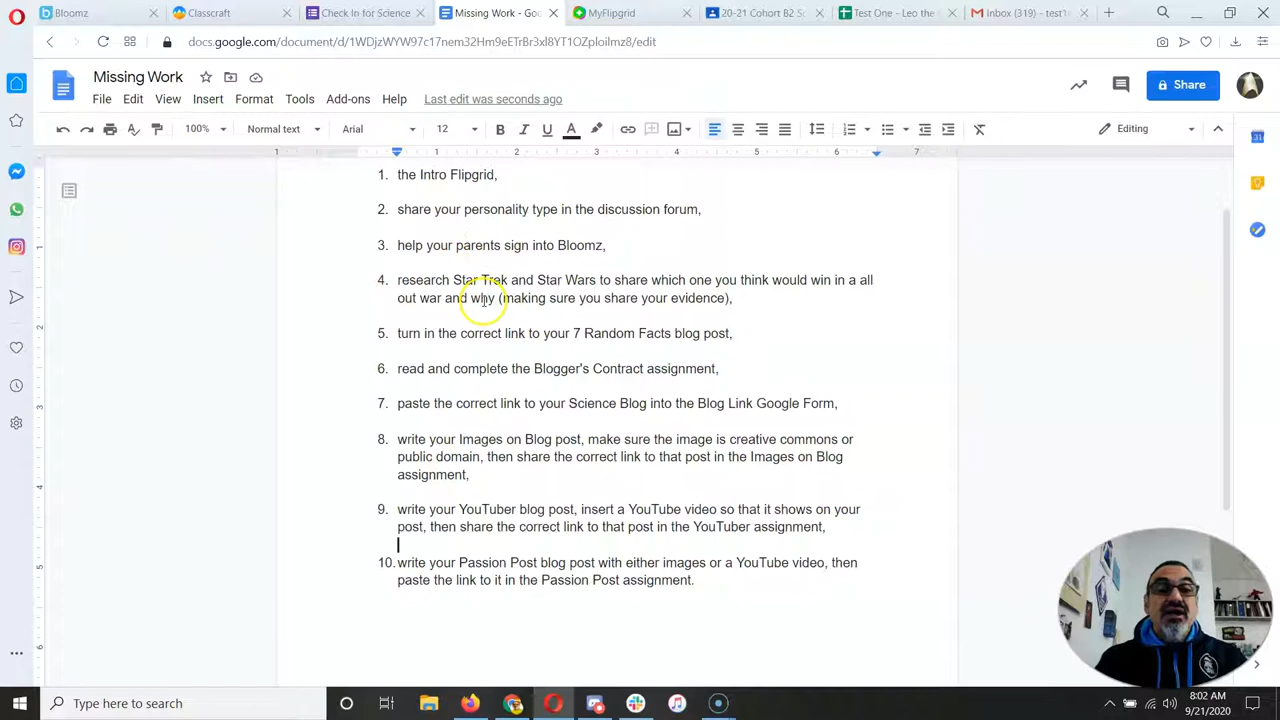 Bloomz
Classcraft
Check In for Science
Missing Work - Go
MyFlipgrid
20-21 Cohort B2 S
Test One - Leo the
Inbox (319) - test1
docs.google.com/document/d/1WDjzWYW97c17nem32Hm9eETrBr3xl8YT1OZploilmz8/edit
Missing Work
File Edit View Insert Format Tools Add-ons Help Last edit was seconds ago
Share
100% Normal text Arial 12 Editing
1 1 2 3 4 5 6 7
1. the Intro Flipgrid,
2. share your personality type in the discussion forum,
3. help your parents sign into Bloomz,
4. research Star Trek and Star Wars to share which one you think would win in a all
out war and why (making sure you share your evidence),
5. turn in the correct link to your 7 Random Facts blog post,
6. read and complete the Blogger's Contract assignment,
7. paste the correct link to your Science Blog into the Blog Link Google Form,
8. write your Images on Blog post, make sure the image is creative commons or
public domain, then share the correct link to that post in the Images on Blog
assignment,
9. write your YouTuber blog post, insert a YouTube video so that it shows on your
post, then share the correct link to that post in the YouTuber assignment,
10. write your Passion Post blog post with either images or a YouTube video, then
paste the link to it in the Passion Post assignment.
Type here to search
8:02 AM
9/21/2020